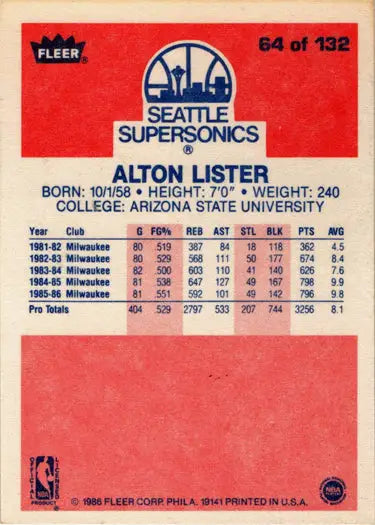 FLEER®
64 of 132
SEATTLE
SUPERSONICS
®
ALTON LISTER
BORN: 10/1/58 • HEIGHT: 7'0" • WEIGHT: 240
COLLEGE: ARIZONA STATE UNIVERSITY
Year Club G FG% REB AST STL BLK PTS AVG
1981-82 Milwaukee 80 .519 387 84 18 118 362 4.5
1982-83 Milwaukee 80 .529 568 111 50 177 674 8.4
1983-84 Milwaukee 82 .500 603 110 41 140 626 7.6
1984-85 Milwaukee 81 .538 647 127 49 167 798 9.9
1985-86 Milwaukee 81 .551 592 101 49 142 796 9.8
Pro Totals 404 .529 2797 533 207 744 3256 8.1
OFFICIAL LICENSED
NBA
PRODUCT
NBA
© 1986 FLEER CORP. PHILA. 19141 PRINTED IN U.S.A.